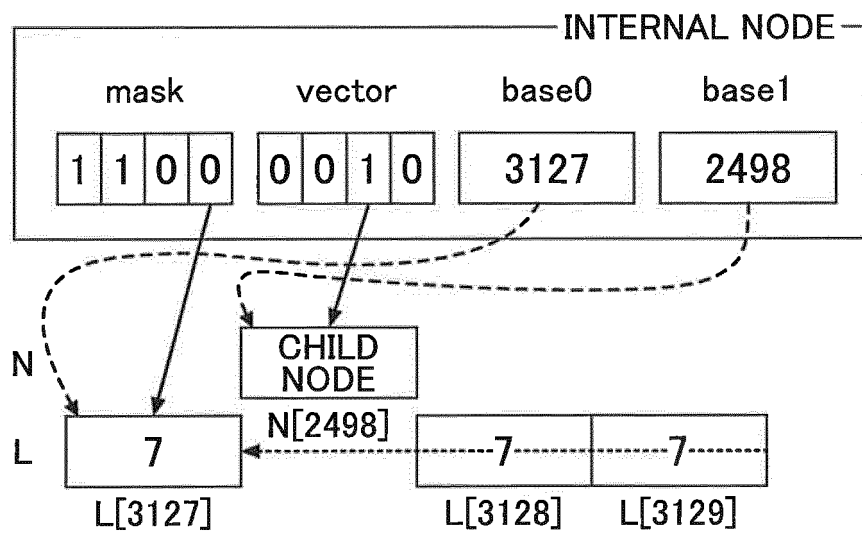 INTERNAL NODE
mask vector base0 base1
1 1 0 0 0 0 1 0 3127 2498
CHILD
NODE
N
N[2498]
L 7 7 7
L[3127] L[3128] L[3129]